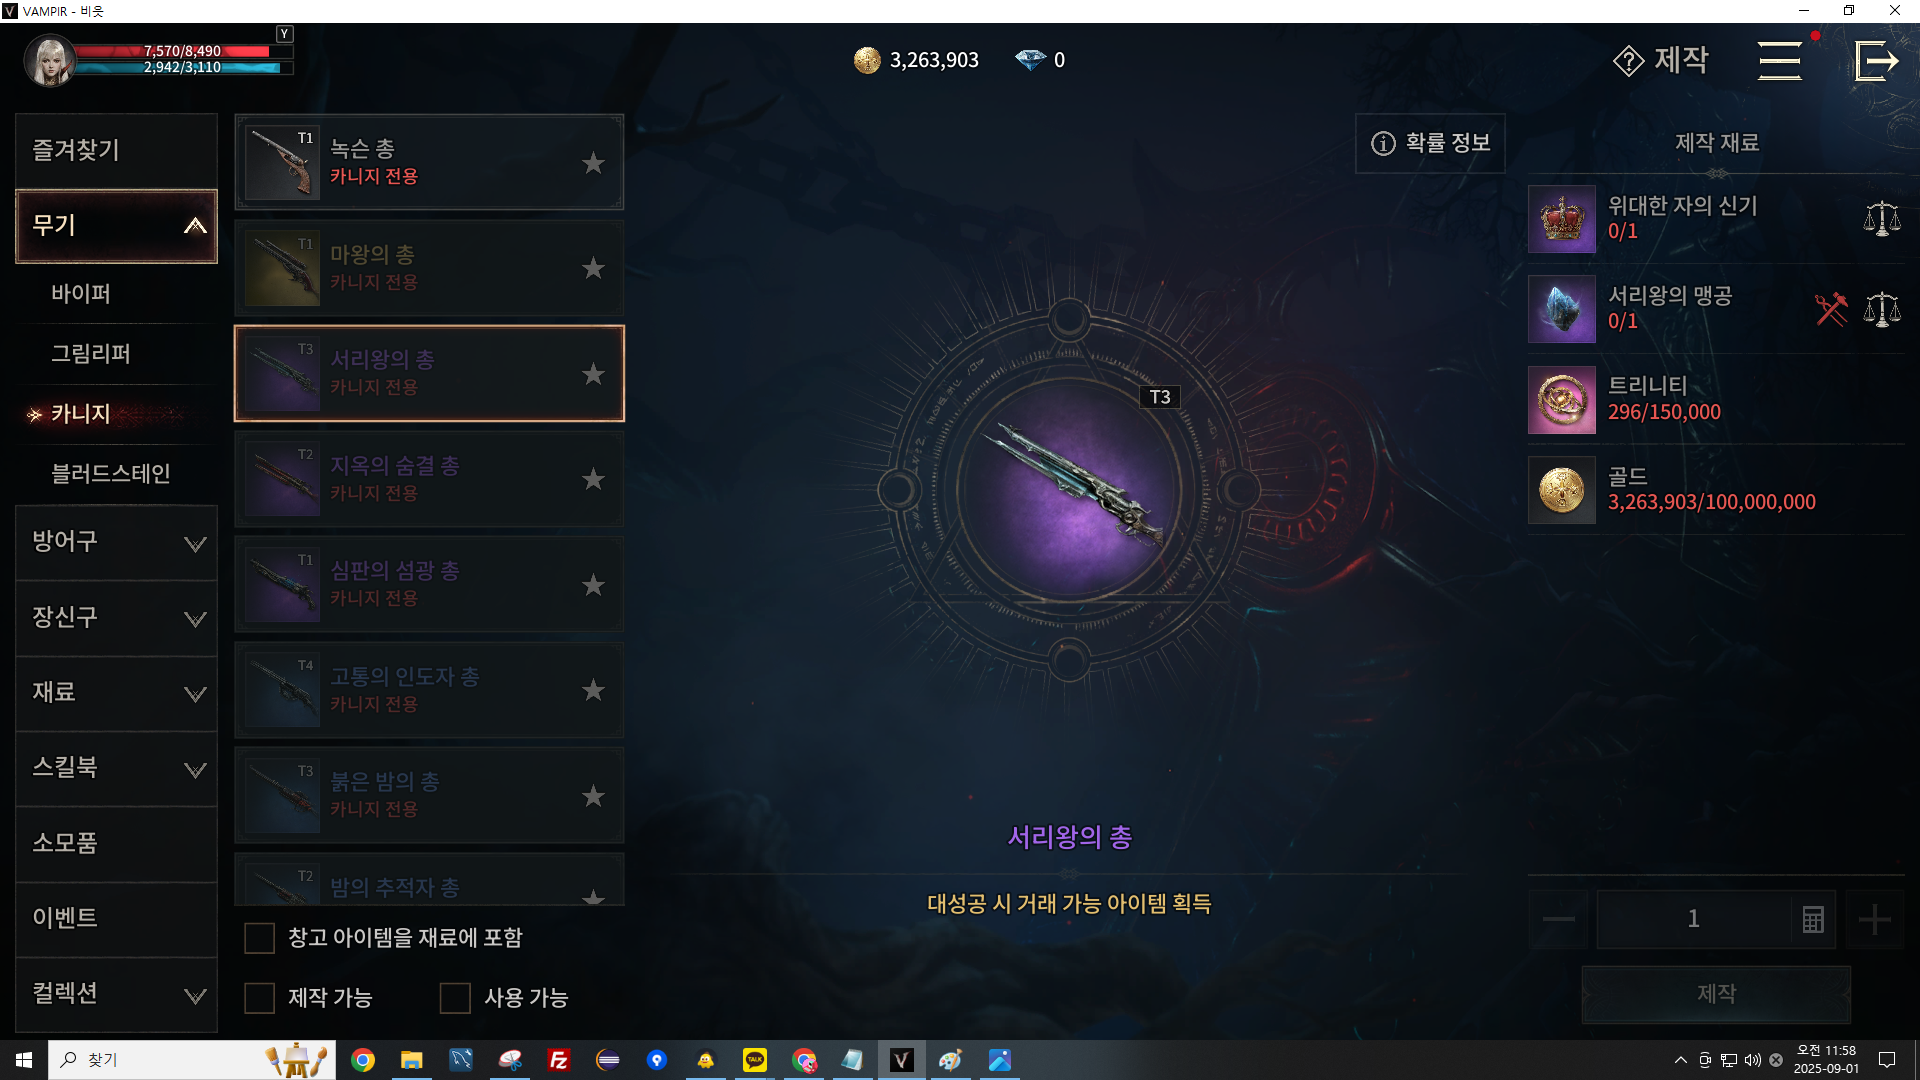 VAMPIR - 비웃
Y
7,570/8,490
2,942/3,110
3,263,903
0
제작
즐겨찾기
무기
바이퍼
그림리퍼
카니지
블러드스테인
방어구
장신구
재료
스킬북
소모품
이벤트
컬렉션
T1
녹슨 총
카니지 전용
T1
마왕의 총
카니지 전용
T3
서리왕의 총
카니지 전용
T2
지옥의 숨결 총
카니지 전용
T1
심판의 섬광 총
카니지 전용
T4
고통의 인도자 총
카니지 전용
T3
붉은 밤의 총
카니지 전용
T2
밤의 추적자 총
창고 아이템을 재료에 포함
제작 가능
사용 가능
확률 정보
T3
서리왕의 총
대성공 시 거래 가능 아이템 획득
제작 재료
위대한 자의 신기
0/1
서리왕의 맹공
0/1
트리니티
296/150,000
골드
3,263,903/100,000,000
1
제작
찾기
TALK
오전 11:58
2025-09-01